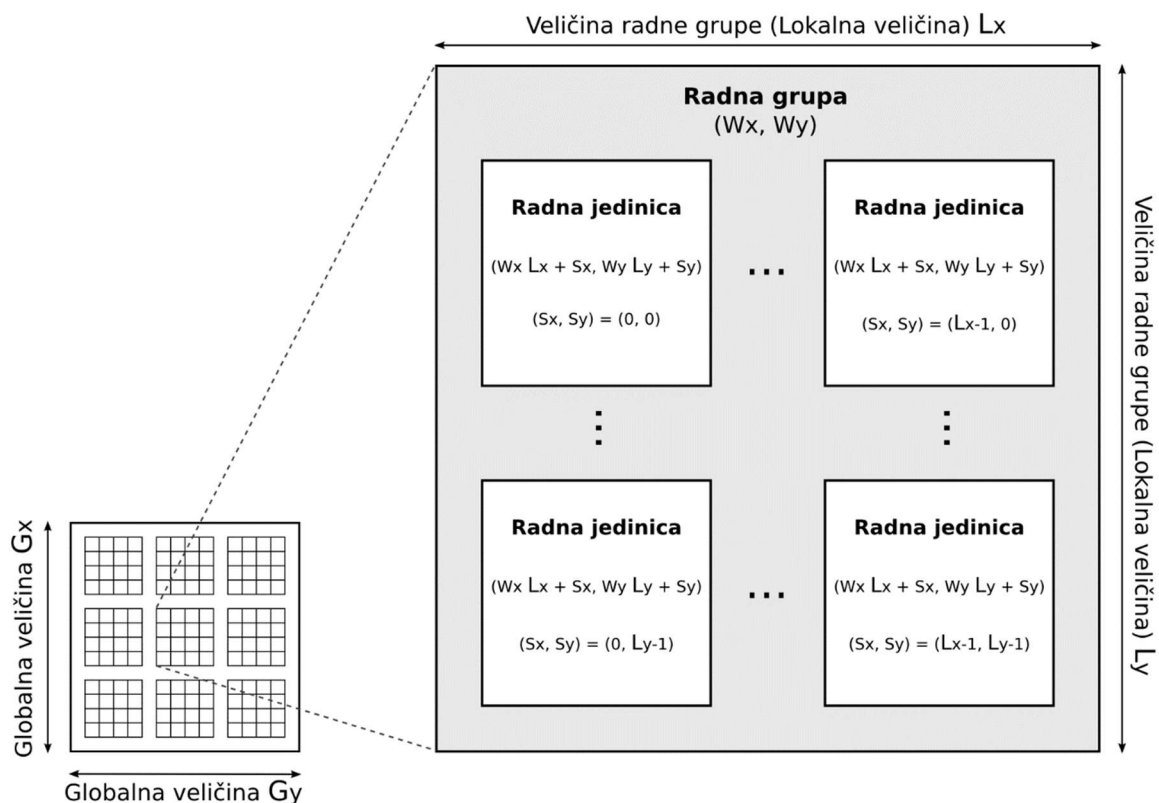 Veličina radne grupe (Lokalna veličina) Lx
Radna grupa
(Wx, Wy)
Radna jedinica
(Wx Lx + Sx, Wy Ly + Sy)
(Sx, Sy) = (0, 0)
...
Radna jedinica
(Wx Lx + Sx, Wy Ly + Sy)
(Sx, Sy) = (Lx-1, 0)
...
...
Radna jedinica
(Wx Lx + Sx, Wy Ly + Sy)
(Sx, Sy) = (0, Ly-1)
...
Radna jedinica
(Wx Lx + Sx, Wy Ly + Sy)
(Sx, Sy) = (Lx-1, Ly-1)
Veličina radne grupe (Lokalna veličina) Ly
Globalna veličina Gx
Globalna veličina Gy